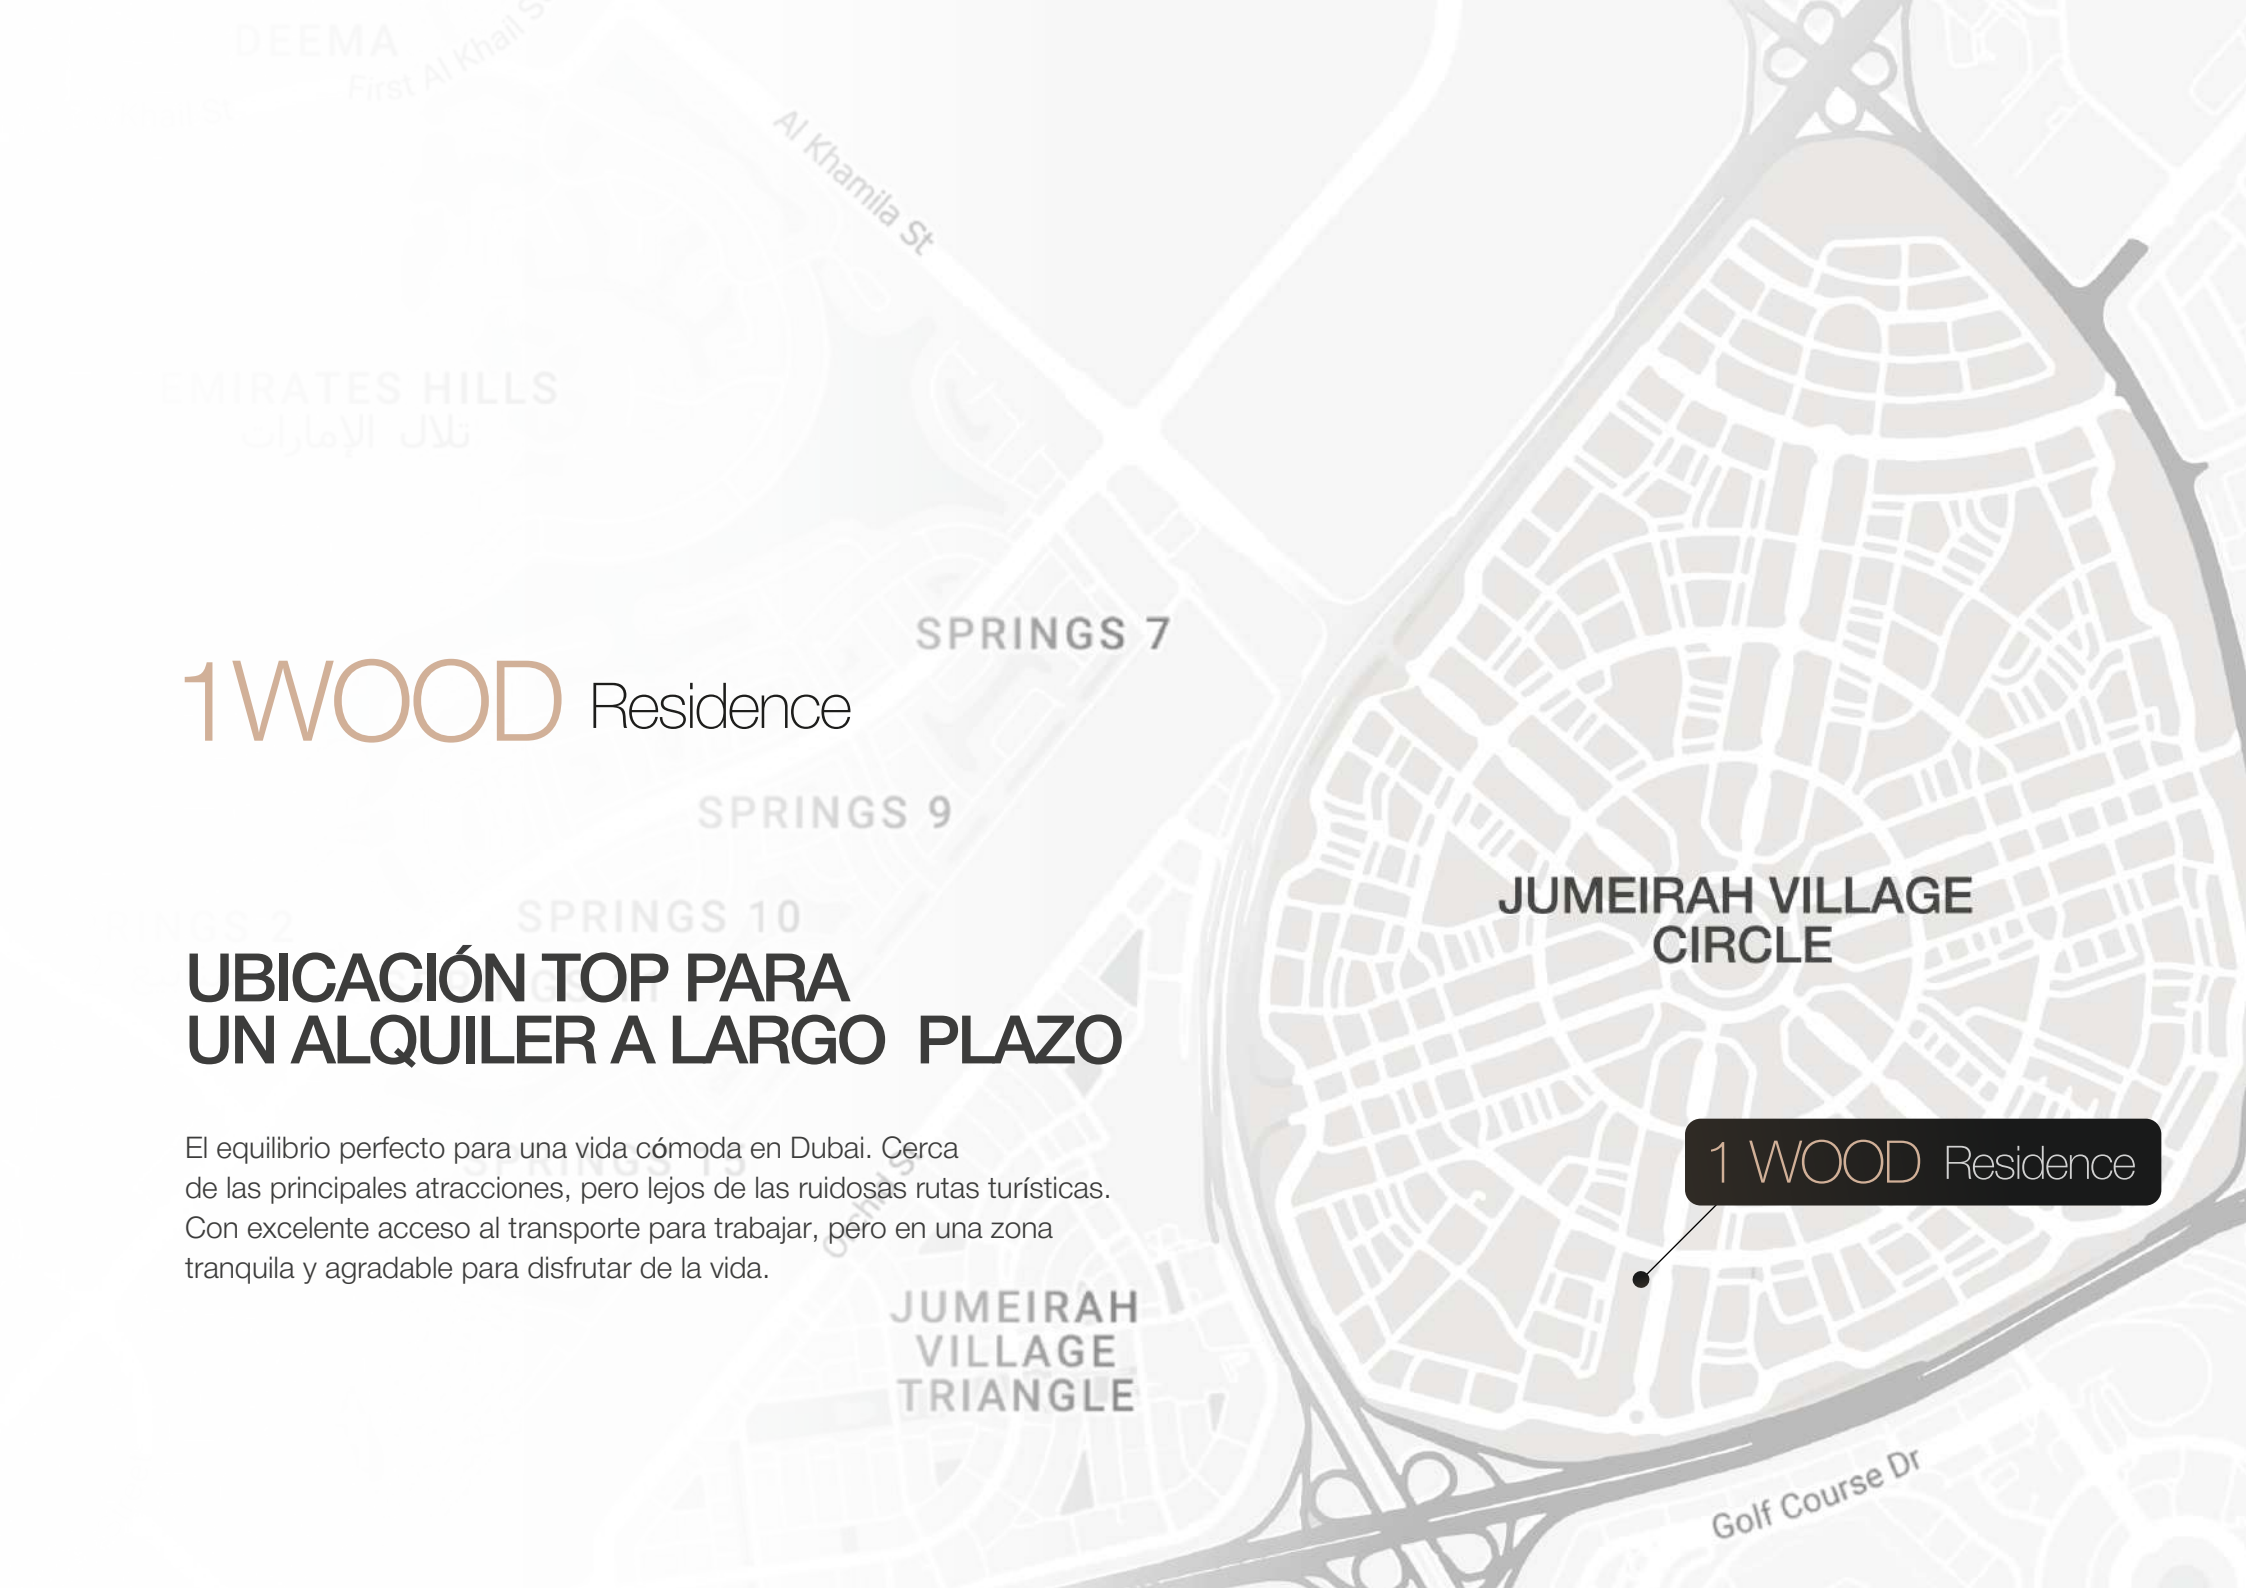 DEEMA
First Al Khail S
Al Khamila St
EMIRATES HILLS
تلال الإمارات
SPRINGS 7
1WOOD Residence
SPRINGS 9
SPRINGS 10
INGS 2
UBICACIÓN TOP PARA
UN ALQUILER A LARGO PLAZO
El equilibrio perfecto para una vida cómoda en Dubai. Cerca
de las principales atracciones, pero lejos de las ruidosas rutas turísticas.
Con excelente acceso al transporte para trabajar, pero en una zona
tranquila y agradable para disfrutar de la vida.
SPRINGS 15
JUMEIRAH
VILLAGE
TRIANGLE
JUMEIRAH VILLAGE
CIRCLE
1 WOOD Residence
Golf Course Dr